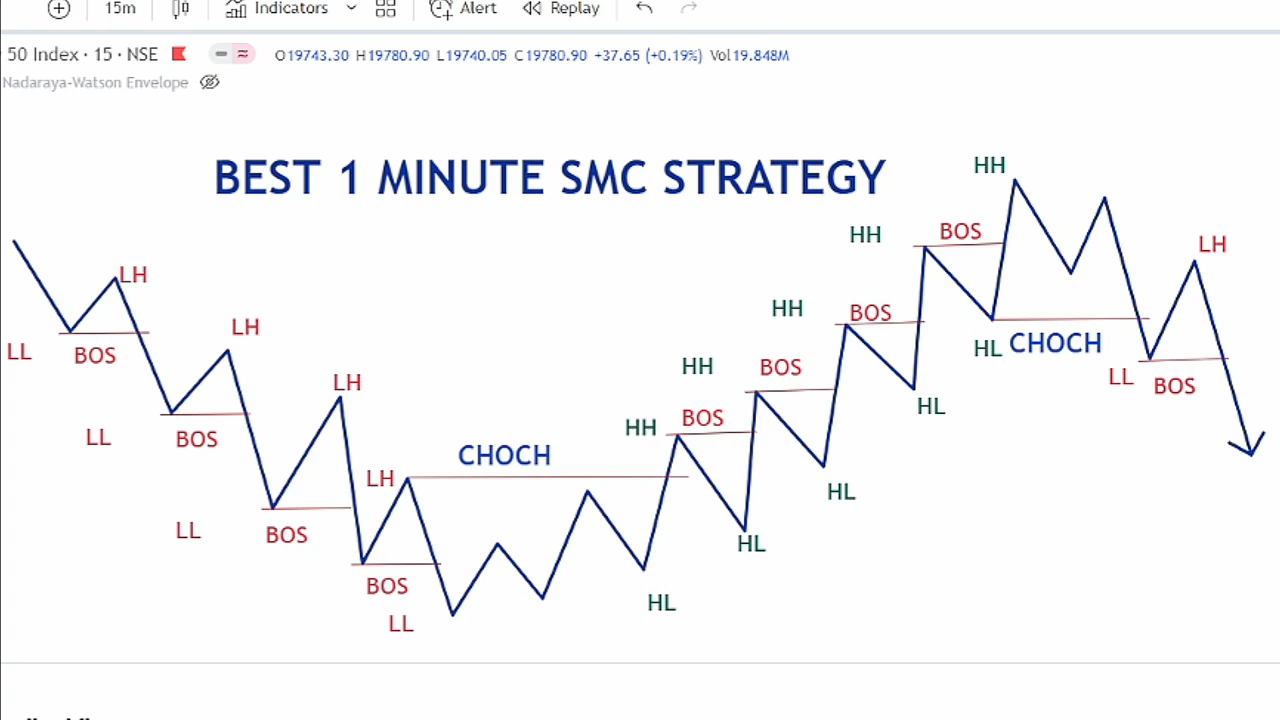 15m Indicators Alert Replay
50 Index · 15 · NSE O19743.30 H19780.90 L19740.05 C19780.90 +37.65 (+0.19%) Vol19.848M
Nadaraya-Watson Envelope
BEST 1 MINUTE SMC STRATEGY
HH
HH
BOS
LH
LH
HH
BOS
LH
LL
BOS
HL
CHOCH
HH
BOS
LL
BOS
LH
HH
BOS
HL
LL
BOS
CHOCH
LH
HL
LL
BOS
HL
BOS
HL
LL